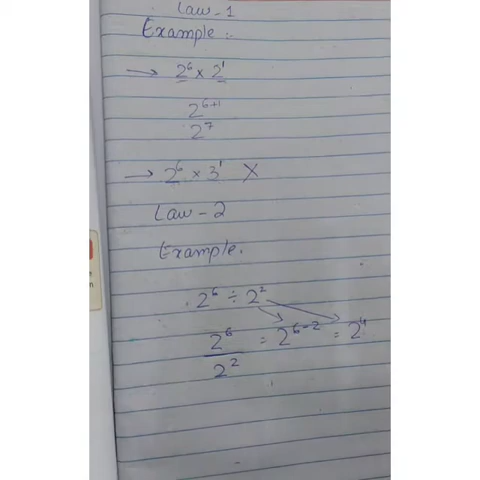 Law-1
Example :-
→ 2⁶ × 2¹
2⁶⁺¹
2⁷
→ 2⁶ × 3¹ X
Law-2
Example.
2⁶ ÷ 2²
2⁶/2² = 2⁶⁻² = 2⁴